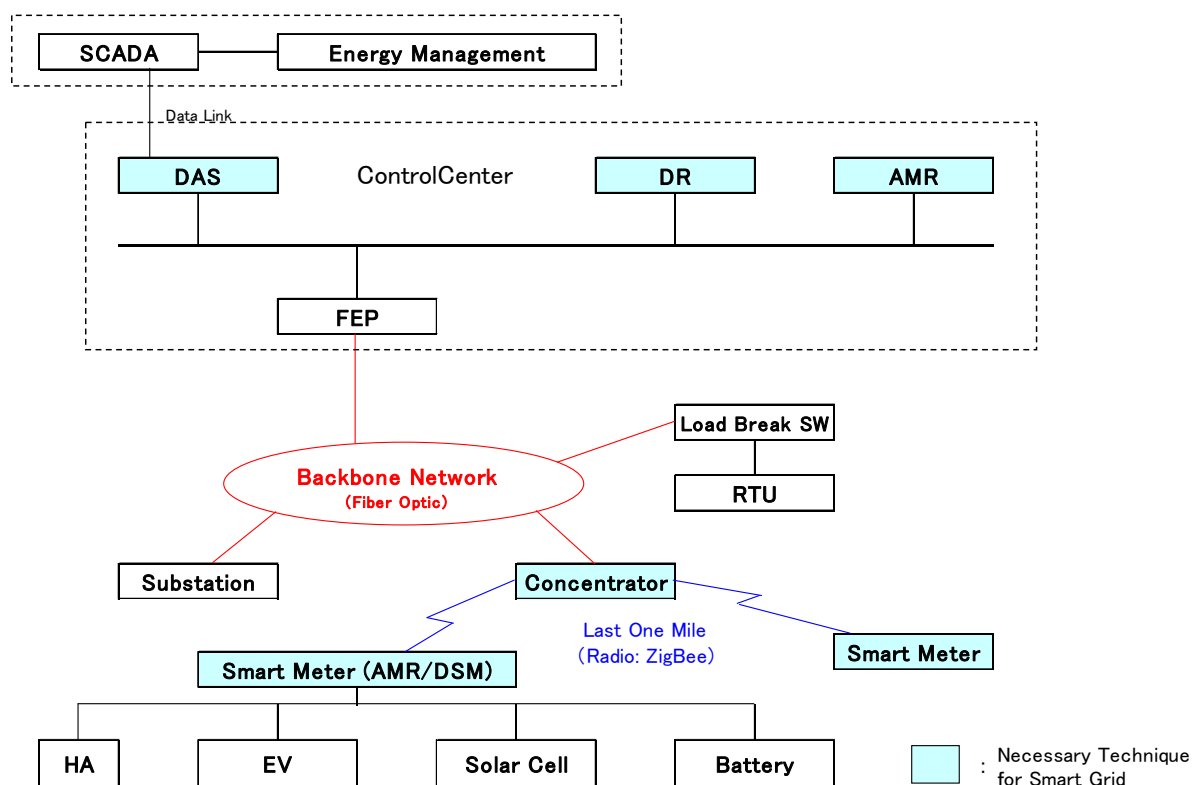 SCADA
Energy Management
Data Link
DAS
ControlCenter
DR
AMR
FEP
Load Break SW
Backbone Network
(Fiber Optic)
RTU
Substation
Concentrator
Last One Mile
(Radio: ZigBee)
Smart Meter
Smart Meter (AMR/DSM)
HA
EV
Solar Cell
Battery
: Necessary Technique
for Smart Grid